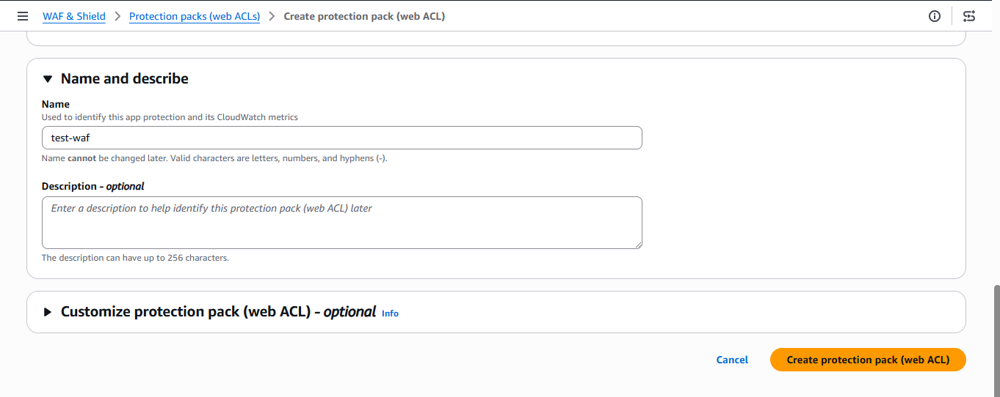 WAF & Shield > Protection packs (web ACLs) > Create protection pack (web ACL)
Name and describe
Name
Used to identify this app protection and its CloudWatch metrics
test-waf
Name cannot be changed later. Valid characters are letters, numbers, and hyphens (-).
Description - optional
Enter a description to help identify this protection pack (web ACL) later
The description can have up to 256 characters.
Customize protection pack (web ACL) - optional Info
Cancel Create protection pack (web ACL)